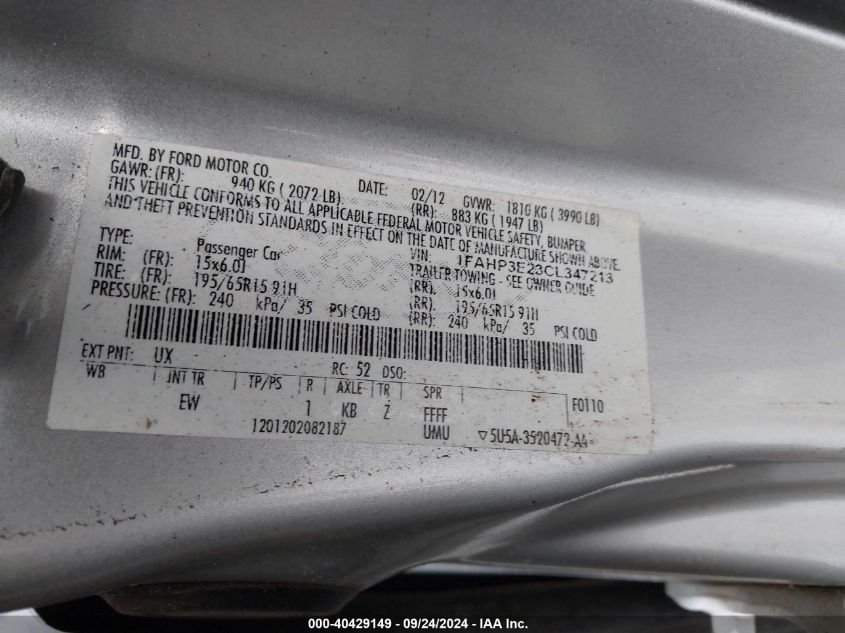 MFD. BY FORD MOTOR CO. DATE: 02/12 GVWR: 1810 KG ( 3990 LB)
GAWR: (FR): 940 KG ( 2072 LB) (RR): 883 KG ( 1947 LB)
THIS VEHICLE CONFORMS TO ALL APPLICABLE FEDERAL MOTOR VEHICLE SAFETY, BUMPER
AND THEFT PREVENTION STANDARDS IN EFFECT ON THE DATE OF MANUFACTURE SHOWN ABOVE.
VIN: 1FAHP3E23CL347213
TYPE: Passenger Car TRAILER TOWING - SEE OWNER GUIDE
RIM: (FR): 15x6.0J (RR): 15x6.0J
TIRE: (FR): 195/65R15 91H (RR): 195/65R15 91H
PRESSURE: (FR): 240 kPa/ 35 PSI COLD (RR): 240 kPa/ 35 PSI COLD
EXT PNT: UX RC: 52 DSO:
WB INT TR TP/PS R AXLE TR SPR F0110
EW 1 KB Z FFFF
1201202082187 UMU ▽5U5A-3520472-AA
000-40429149 - 09/24/2024 - IAA Inc.